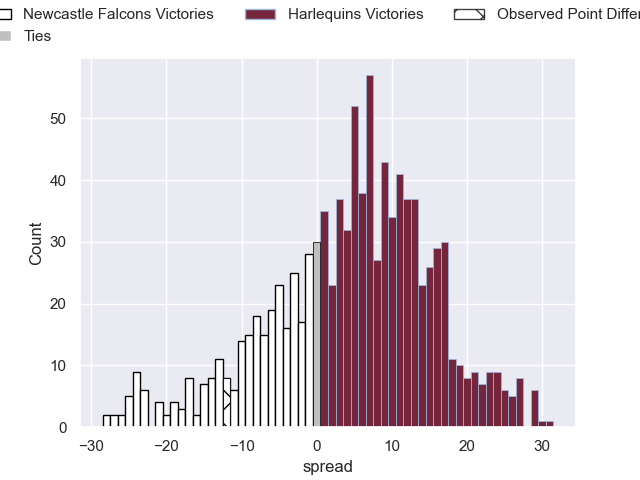 Newcastle Falcons Victories
Harlequins Victories
Observed Point
Ties
50
40
30
20
10
0
Count
−30 −20 −10 0 10 20 30
spread